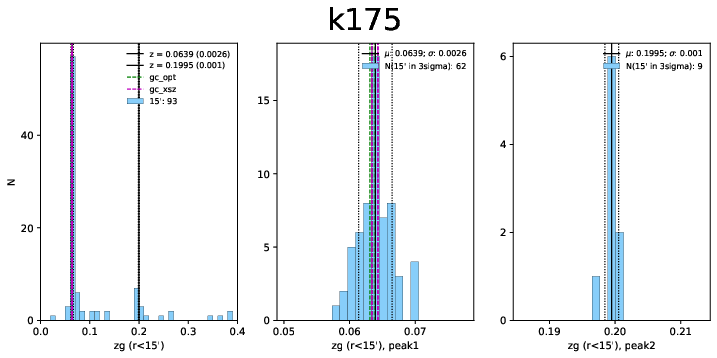 k175
z = 0.0639 (0.0026)
z = 0.1995 (0.001)
gc_opt
gc_xsz
15': 93
N
0
20
40
0.0 0.1 0.2 0.3 0.4
zg (r<15')
μ: 0.0639; σ: 0.0026
N(15' in 3sigma): 62
0
5
10
15
0.05 0.06 0.07
zg (r<15'), peak1
μ: 0.1995; σ: 0.001
N(15' in 3sigma): 9
0
2
4
6
0.19 0.20 0.21
zg (r<15'), peak2